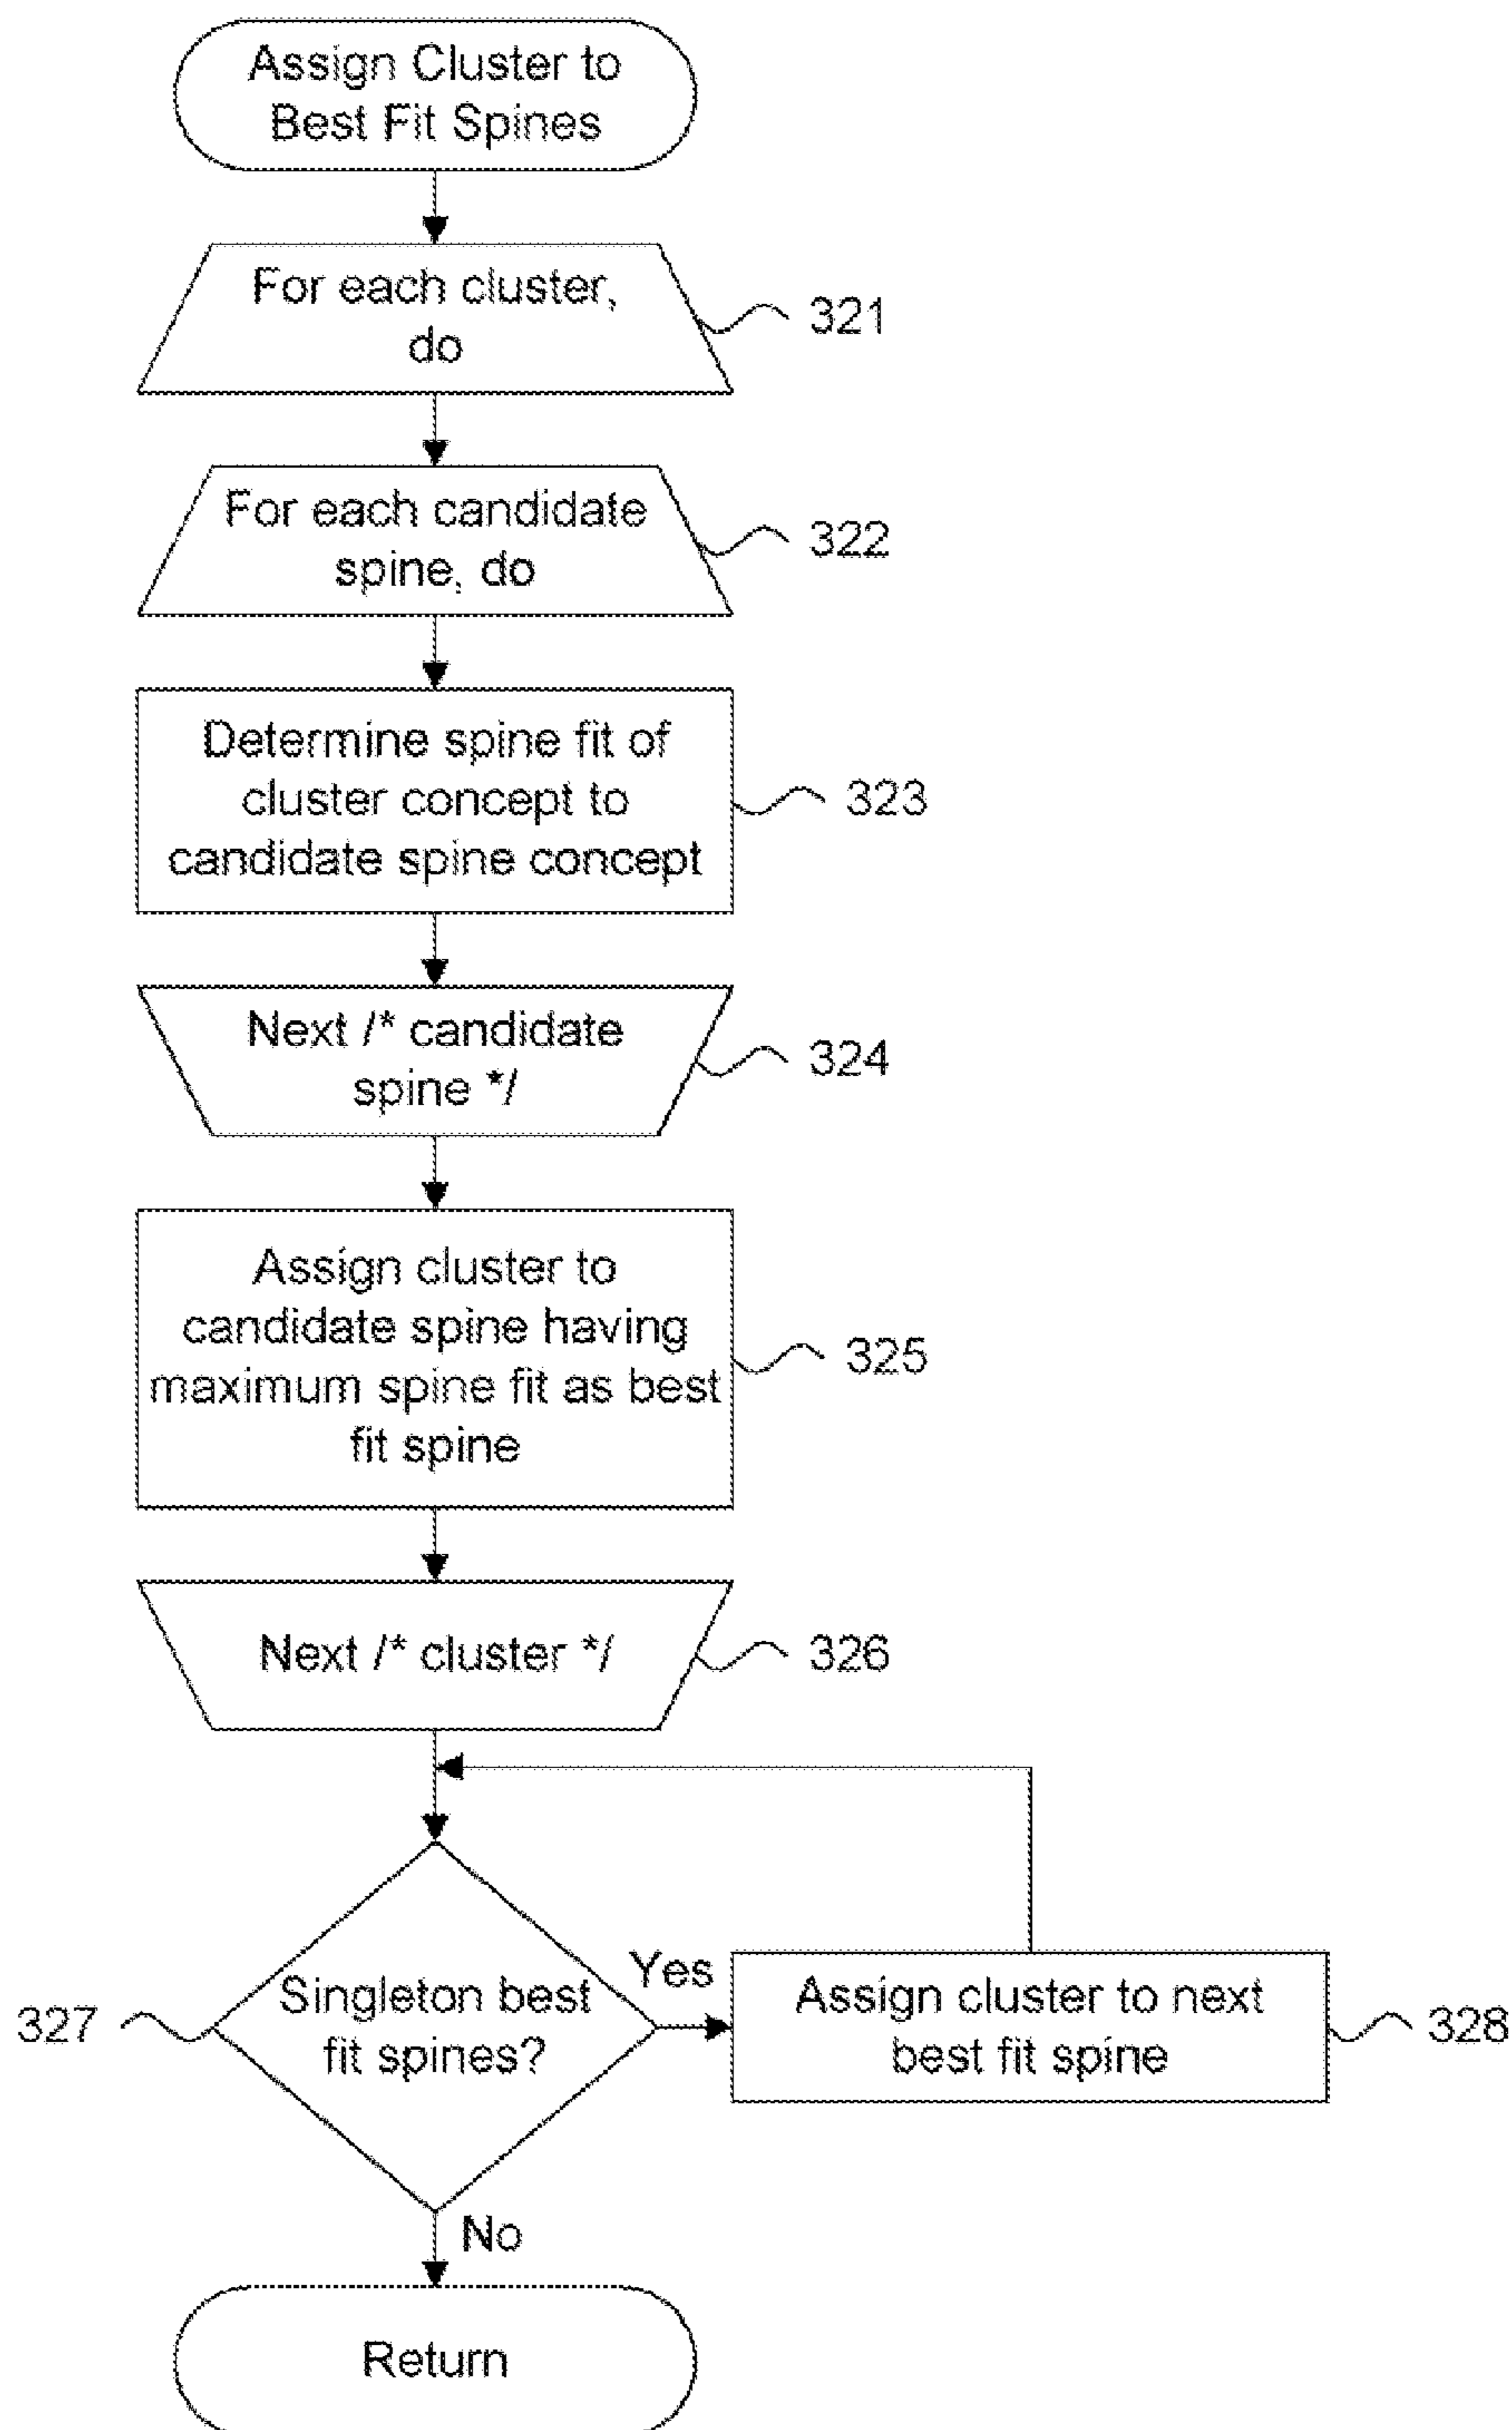 Assign Cluster to
Best Fit Spines
For each cluster,
do
321
For each candidate
spine, do
322
Determine spine fit of
cluster concept to
candidate spine concept
323
Next /* candidate
spine */
324
Assign cluster to
candidate spine having
maximum spine fit as best
fit spine
325
Next /* cluster */
326
327
Singleton best
fit spines?
Yes
Assign cluster to next
best fit spine
328
No
Return